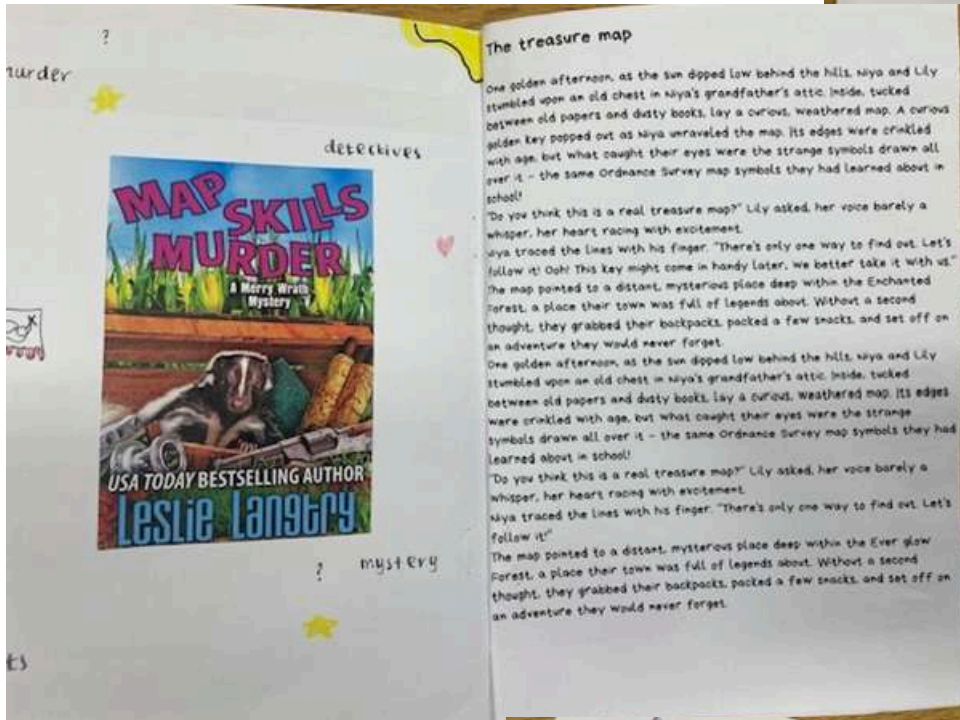 ?
murder
detectives
MAP
SKILLS
MURDER
A Merry Wrath
Mystery
USA TODAY BESTSELLING AUTHOR
Leslie Langtry
?
mystery
ts
The treasure map
One golden afternoon, as the sun dipped low behind the hills, Niya and Lily
stumbled upon an old chest in Niya's grandfather's attic. Inside, tucked
between old papers and dusty books, lay a curious, weathered map. A curious
golden key popped out as Niya unraveled the map. Its edges were crinkled
with age, but what caught their eyes were the strange symbols drawn all
over it - the same Ordnance Survey map symbols they had learned about in
school!
"Do you think this is a real treasure map?" Lily asked, her voice barely a
whisper, her heart racing with excitement.
Niya traced the lines with his finger. "There's only one way to find out. Let's
follow it! Ooh! This key might come in handy later, we better take it with us."
The map pointed to a distant, mysterious place deep within the Enchanted
Forest, a place their town was full of legends about. Without a second
thought, they grabbed their backpacks, packed a few snacks, and set off on
an adventure they would never forget.
One golden afternoon, as the sun dipped low behind the hills, Niya and Lily
stumbled upon an old chest in Niya's grandfather's attic. Inside, tucked
between old papers and dusty books, lay a curious, weathered map. Its edges
were crinkled with age, but what caught their eyes were the strange
symbols drawn all over it - the same Ordnance Survey map symbols they had
learned about in school!
"Do you think this is a real treasure map?" Lily asked, her voice barely a
whisper, her heart racing with excitement.
Niya traced the lines with his finger. "There's only one way to find out. Let's
follow it!"
The map pointed to a distant, mysterious place deep within the Ever glow
Forest, a place their town was full of legends about. Without a second
thought, they grabbed their backpacks, packed a few snacks, and set off on
an adventure they would never forget.